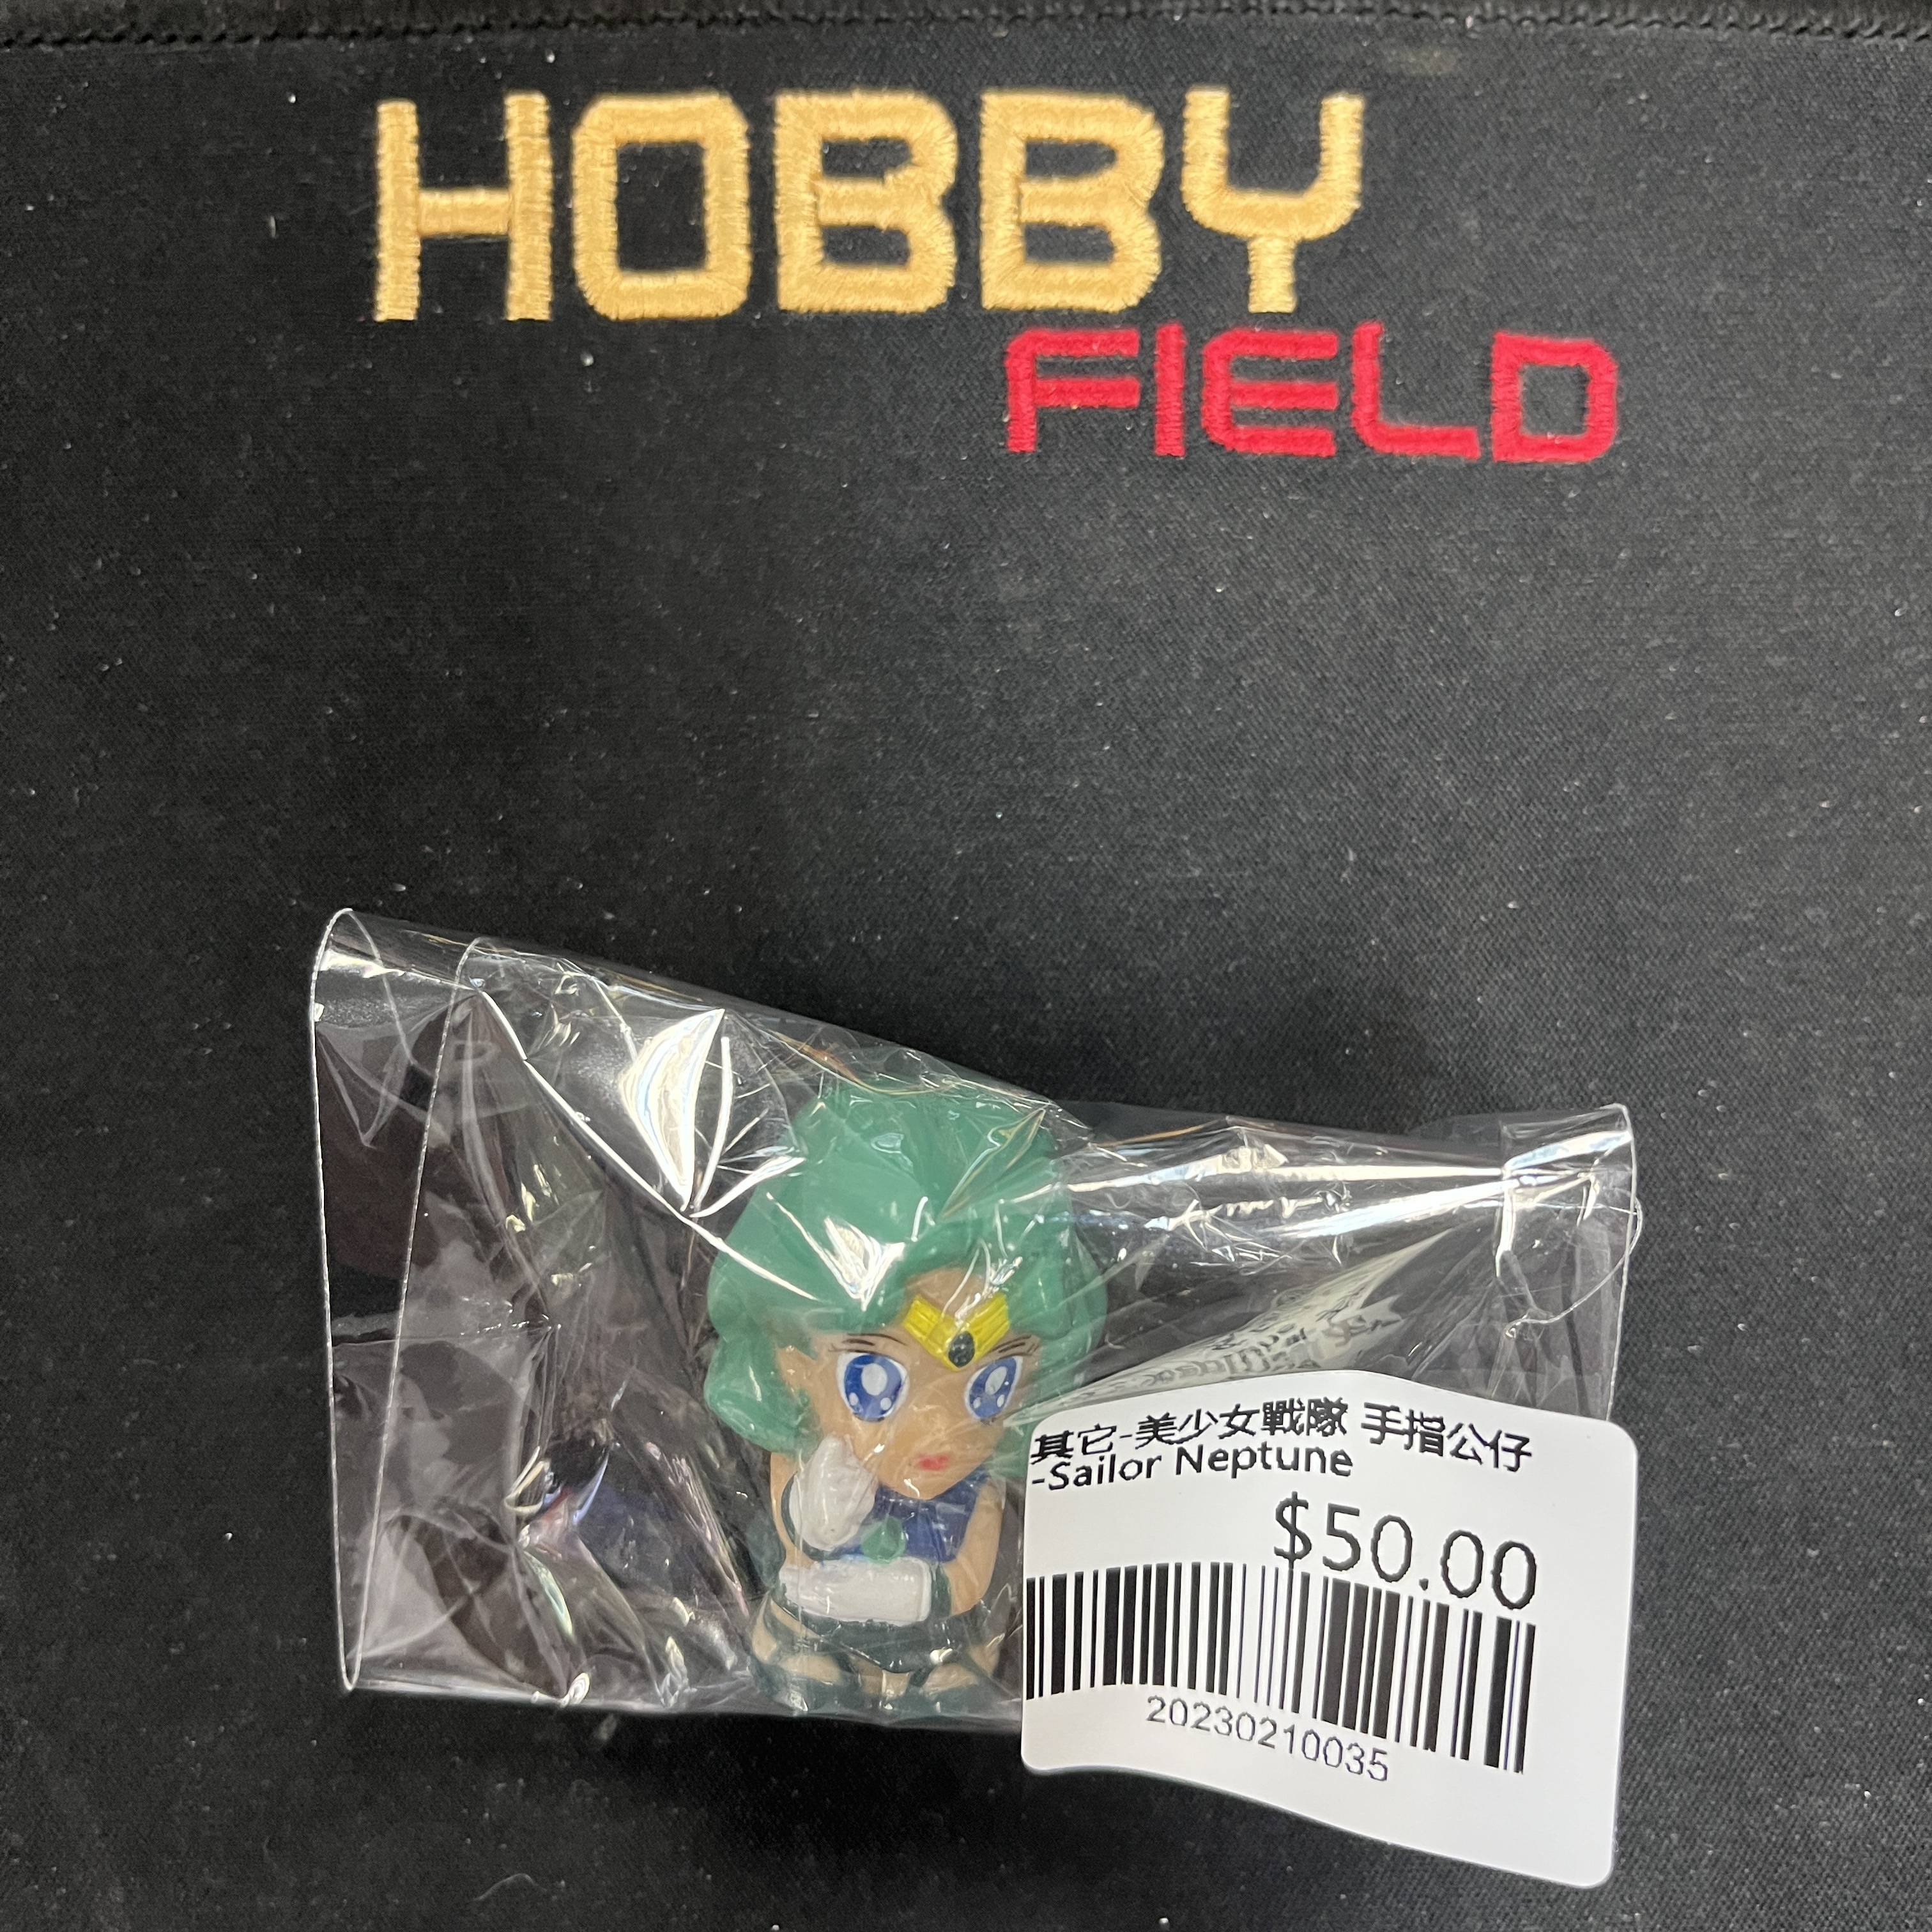 HOBBY
FIELD
其它-美少女戰隊 手指公仔
-Sailor Neptune
$50.00
20230210035